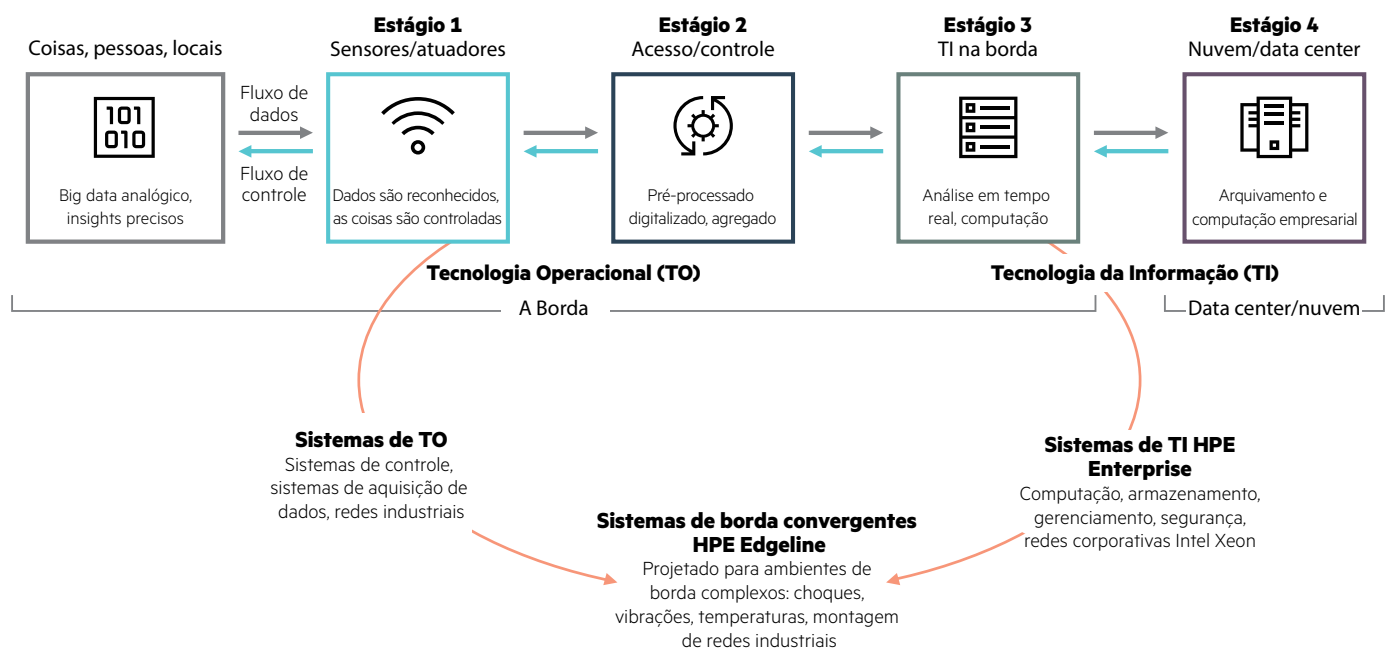 Coisas, pessoas, locais
101
010
Big data analógico,
insights precisos
Fluxo de
dados
Fluxo de
controle
Estágio 1
Sensores/atuadores
Dados são reconhecidos,
as coisas são controladas
Estágio 2
Acesso/controle
Pré-processado
digitalizado, agregado
Estágio 3
TI na borda
Análise em tempo
real, computação
Estágio 4
Nuvem/data center
Arquivamento e
computação empresarial
Tecnologia Operacional (TO)
Tecnologia da Informação (TI)
A Borda
Data center/nuvem
Sistemas de TO
Sistemas de controle,
sistemas de aquisição de
dados, redes industriais
Sistemas de borda convergentes
HPE Edgeline
Projetado para ambientes de
borda complexos: choques,
vibrações, temperaturas, montagem
de redes industriais
Sistemas de TI HPE
Enterprise
Computação, armazenamento,
gerenciamento, segurança,
redes corporativas Intel Xeon